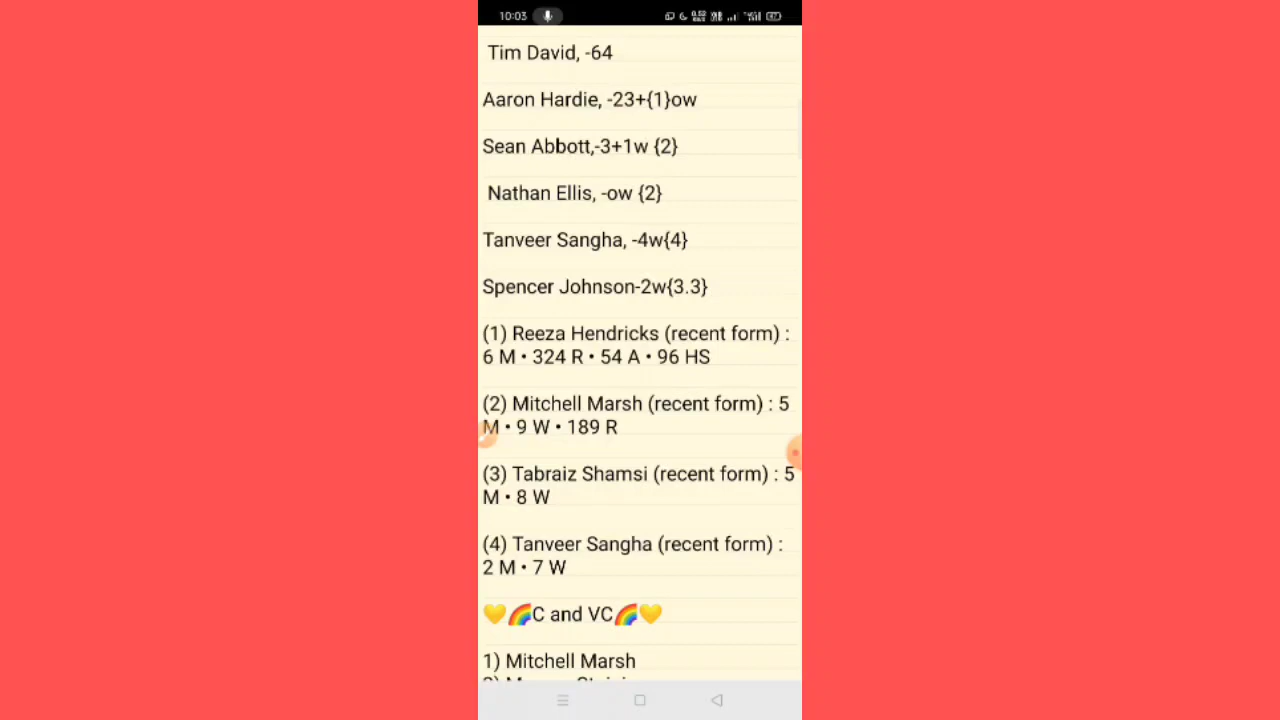 10:03
Tim David, -64
Aaron Hardie, -23+{1}ow
Sean Abbott,-3+1w {2}
Nathan Ellis, -ow {2}
Tanveer Sangha, -4w{4}
Spencer Johnson-2w{3.3}
(1) Reeza Hendricks (recent form) :
6 M • 324 R • 54 A • 96 HS
(2) Mitchell Marsh (recent form) : 5
M • 9 W • 189 R
(3) Tabraiz Shamsi (recent form) : 5
M • 8 W
(4) Tanveer Sangha (recent form) :
2 M • 7 W
💛🌈C and VC🌈💛
1) Mitchell Marsh